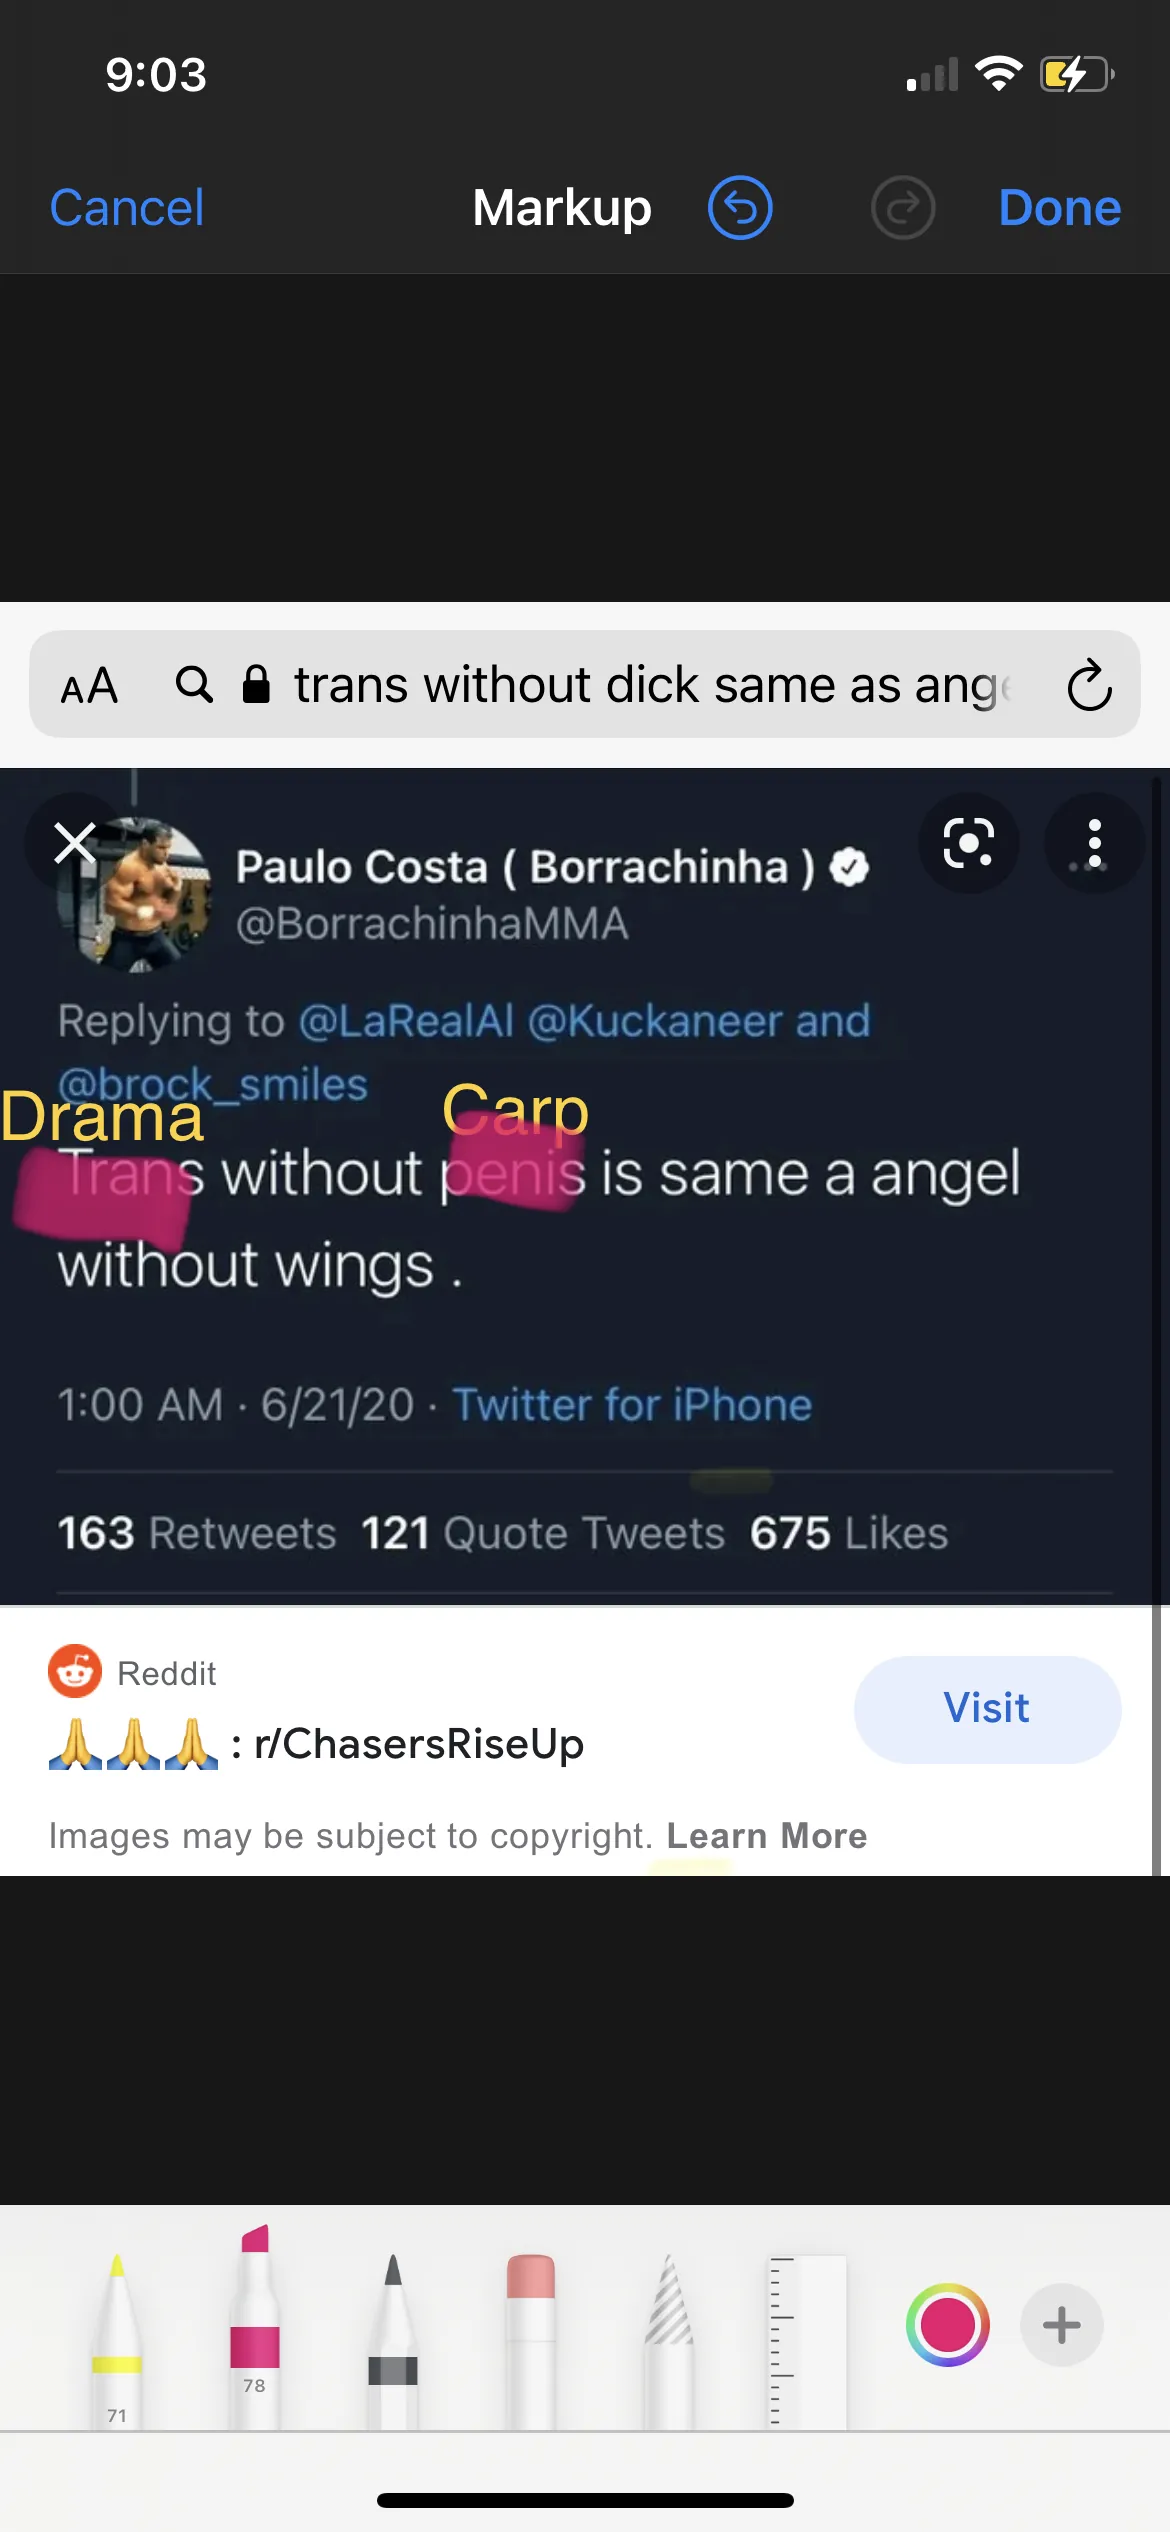 9:03
Cancel Markup Done
AA trans without dick same as ang
Paulo Costa ( Borrachinha )
@BorrachinhaMMA
Replying to @LaRealAl @Kuckaneer and
@brock_smiles
Drama Carp
Trans without penis is same a angel
without wings .
1:00 AM · 6/21/20 · Twitter for iPhone
163 Retweets 121 Quote Tweets 675 Likes
Reddit
🙏🙏🙏 : r/ChasersRiseUp
Visit
Images may be subject to copyright. Learn More
71 78